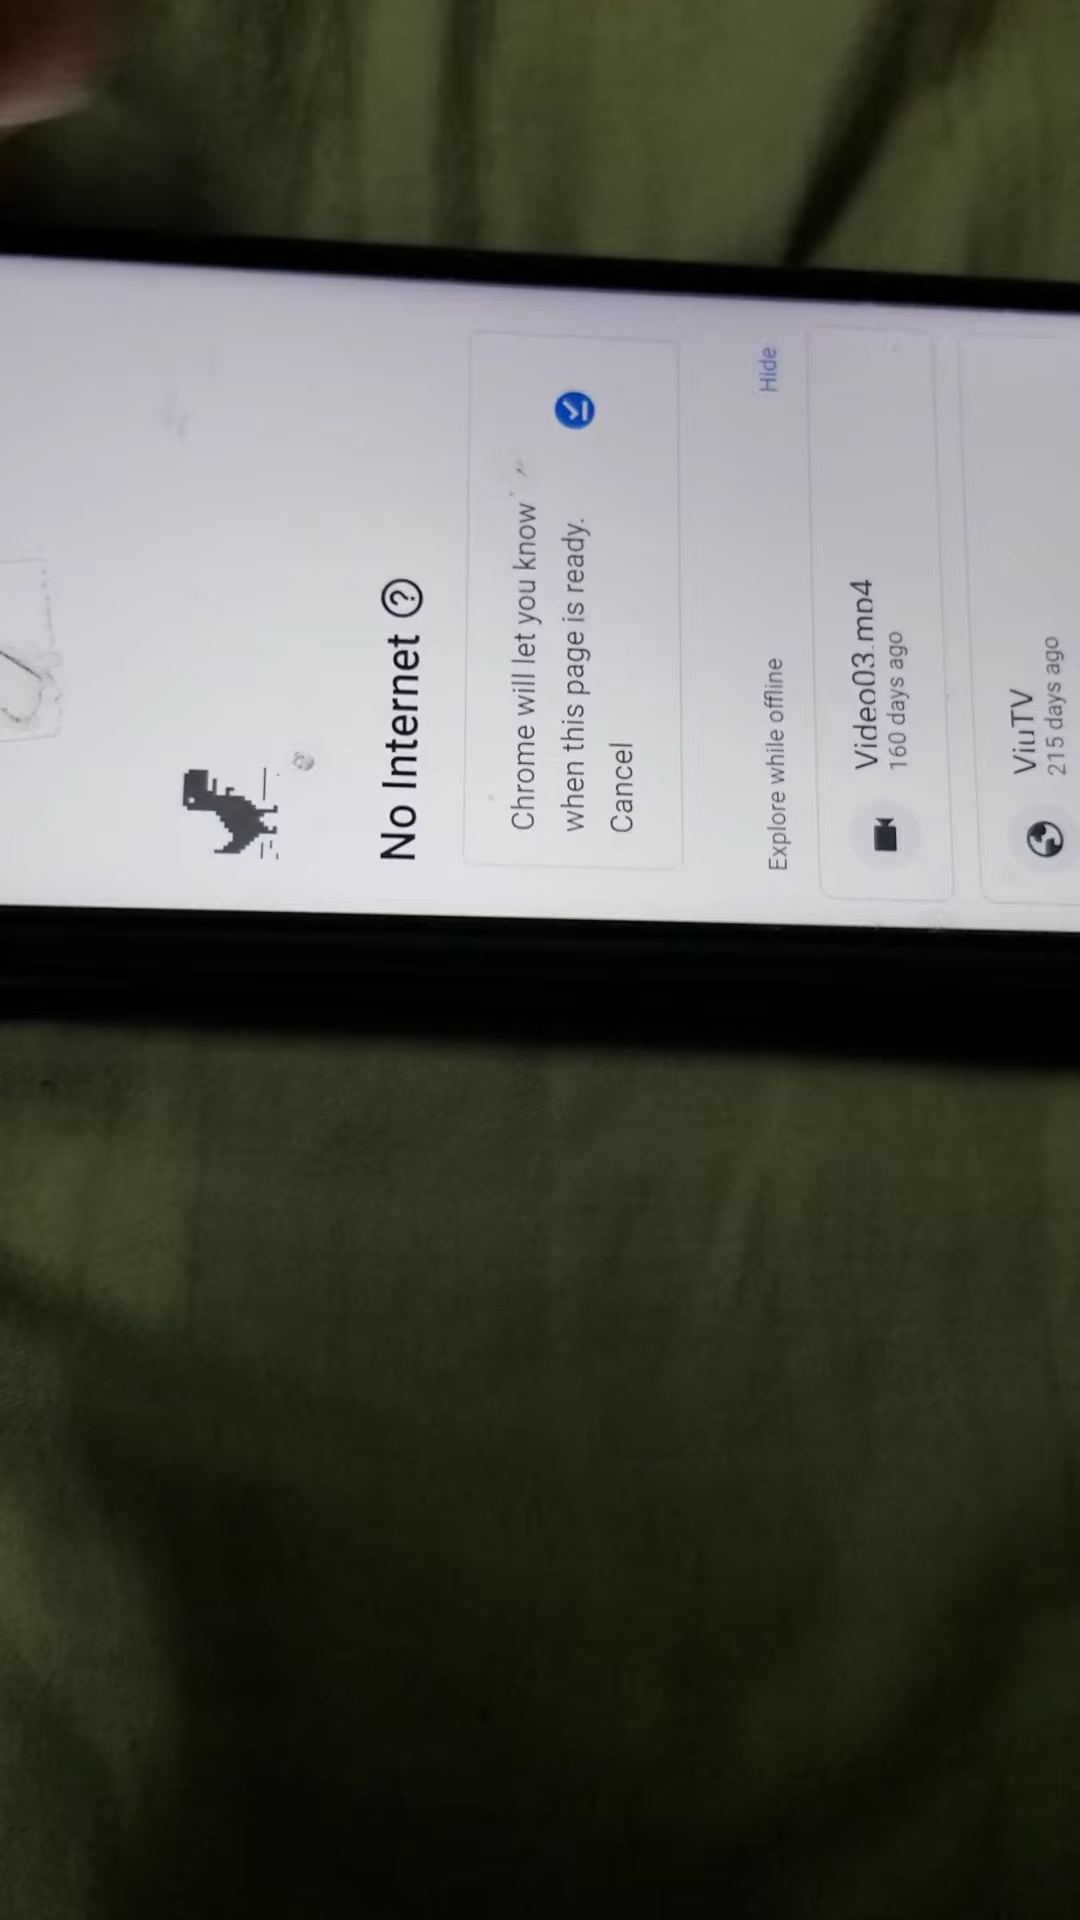 No Internet
Chrome will let you know
when this page is ready.
Cancel
Explore while offline
Hide
Video03.mp4
160 days ago
ViuTV
215 days ago